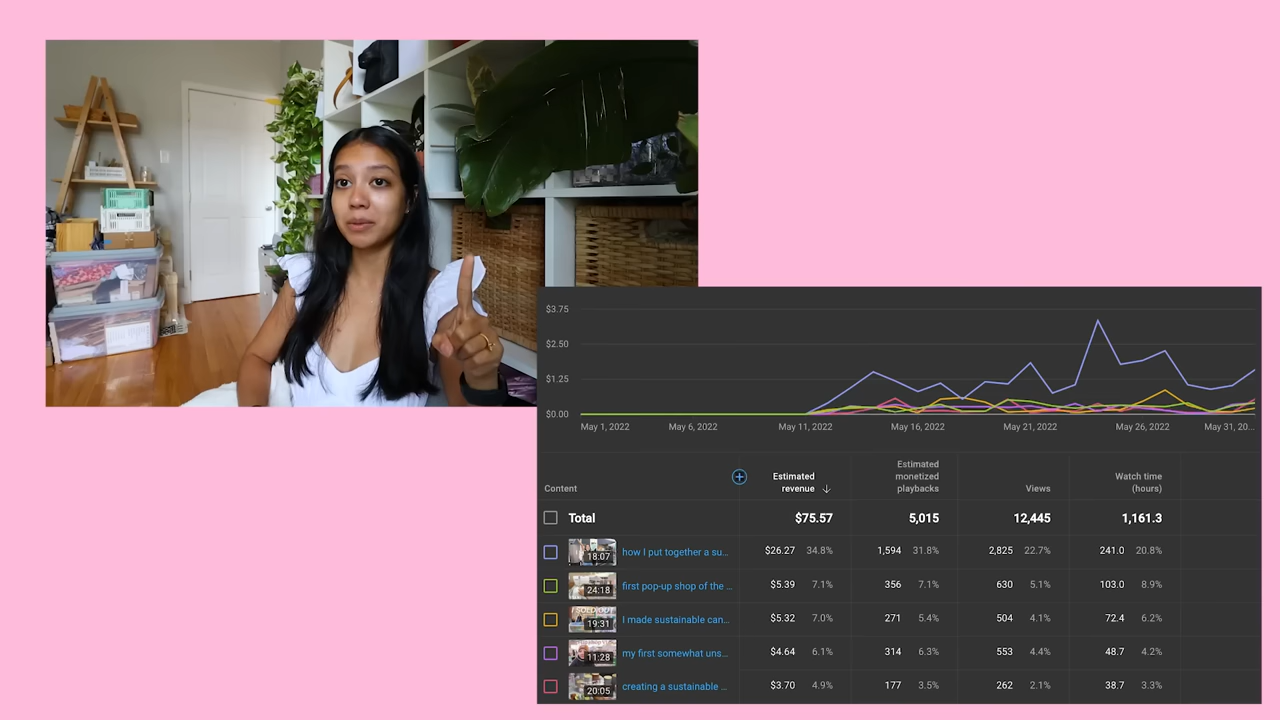 $3.75
$2.50
$1.25
$0.00
May 1, 2022 May 6, 2022 May 11, 2022 May 16, 2022 May 21, 2022 May 26, 2022 May 31, 20...
Content
Estimated
revenue
Estimated
monetized
playbacks
Views
Watch time
(hours)
Total $75.57 5,015 12,445 1,161.3
18:07 how I put together a su... $26.27 34.8% 1,594 31.8% 2,825 22.7% 241.0 20.8%
24:18 first pop-up shop of the ... $5.39 7.1% 356 7.1% 630 5.1% 103.0 8.9%
SOLD OUT
19:31 I made sustainable can... $5.32 7.0% 271 5.4% 504 4.1% 72.4 6.2%
11:28 my first somewhat uns... $4.64 6.1% 314 6.3% 553 4.4% 48.7 4.2%
20:05 creating a sustainable ... $3.70 4.9% 177 3.5% 262 2.1% 38.7 3.3%